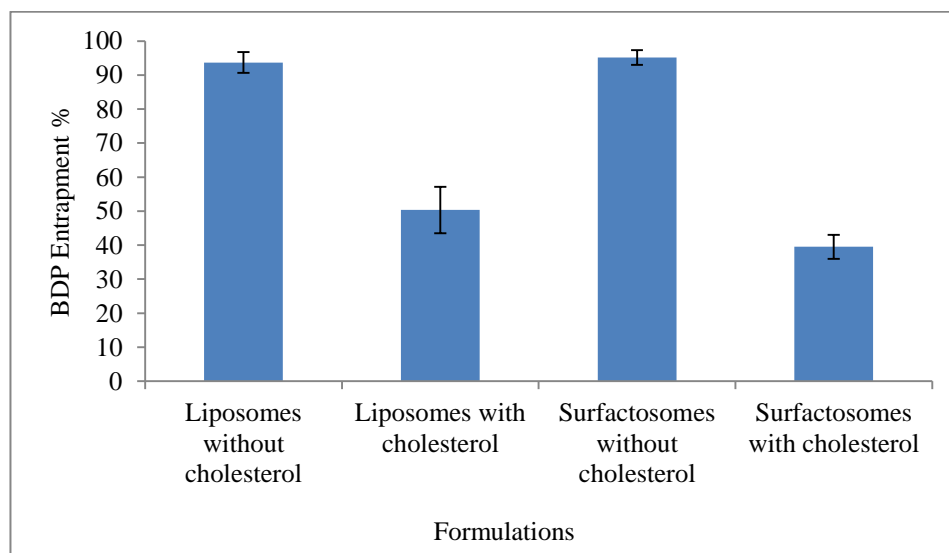 BDP Entrapment %
100
90
80
70
60
50
40
30
20
10
0
Liposomes
without
cholesterol
Liposomes with
cholesterol
Surfactosomes
without
cholesterol
Surfactosomes
with cholesterol
Formulations